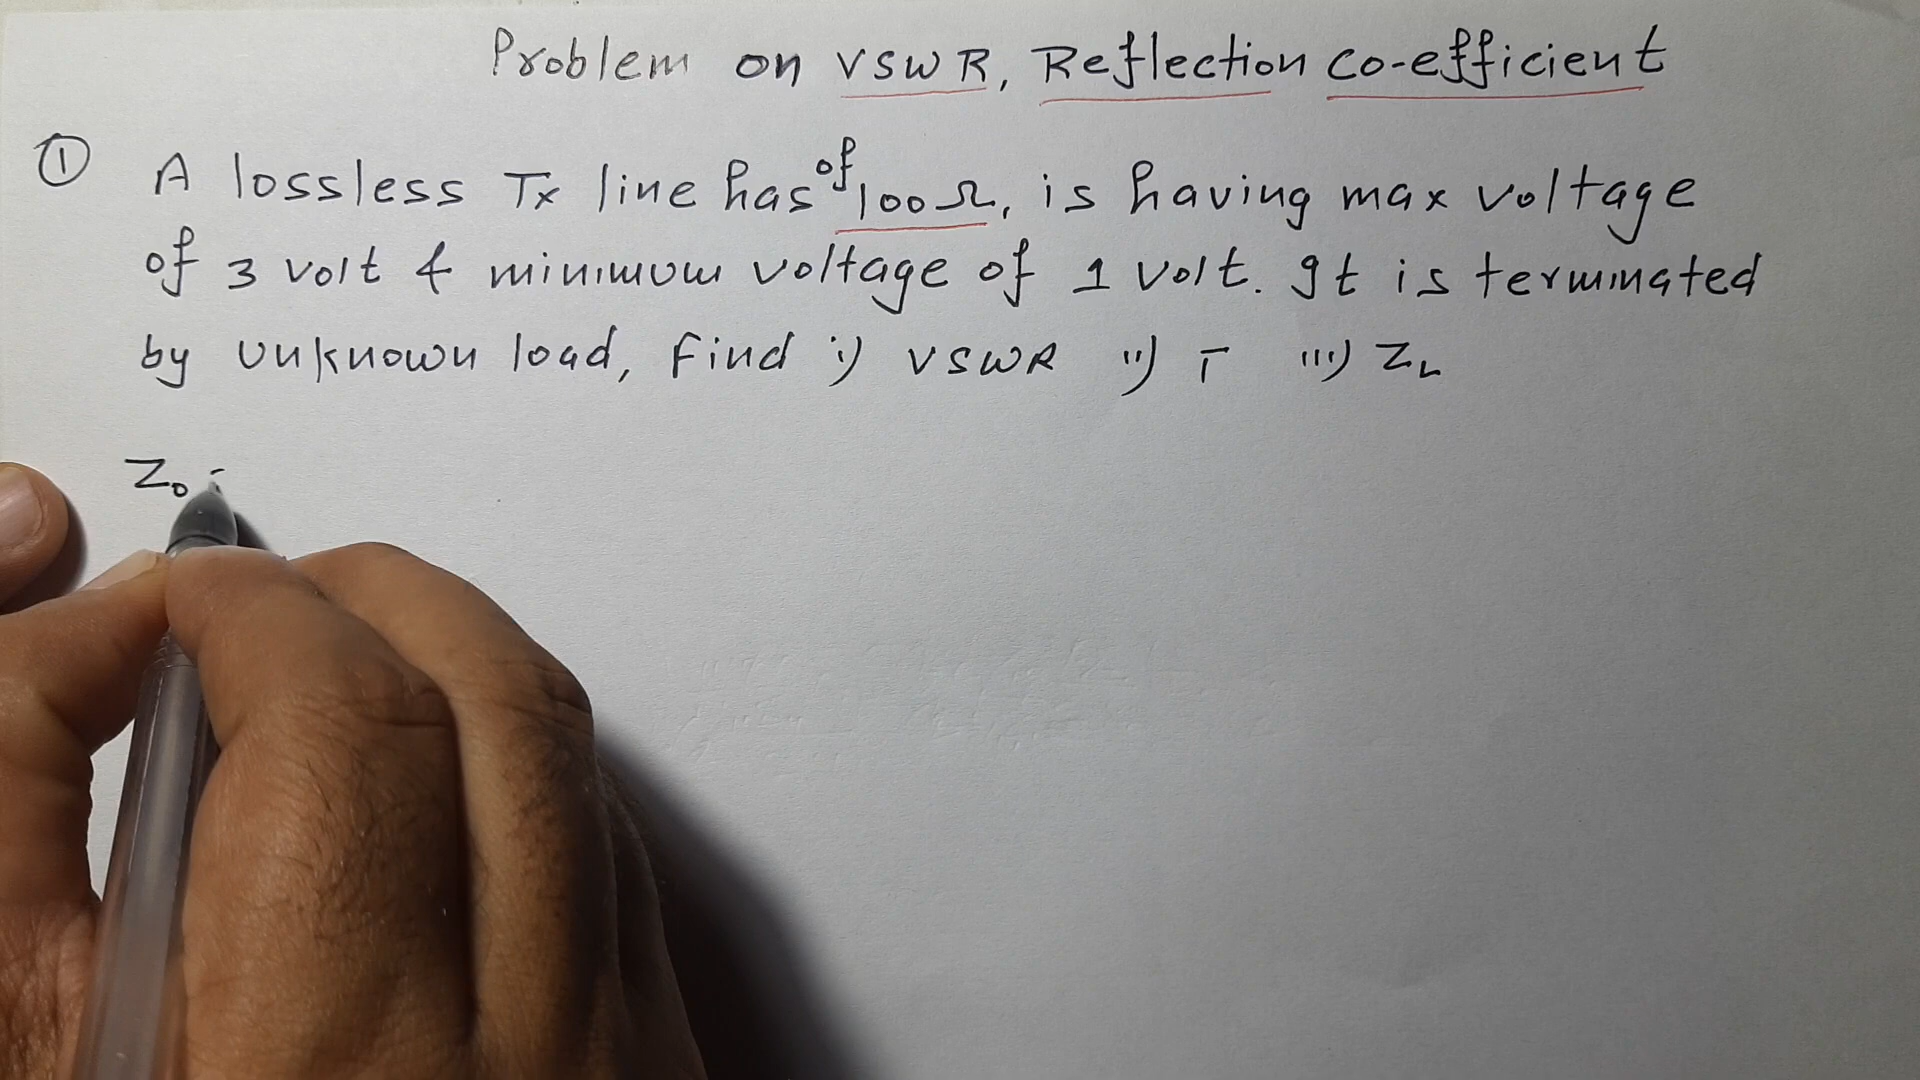 Problem on VSWR, Reflection co-efficient
① A lossless Tx line has of 100Ω, is having max voltage
of 3 volt & minimum voltage of 1 volt. It is terminated
by unknown load, Find i) VSWR ii) Γ iii) ZL
Z0 =